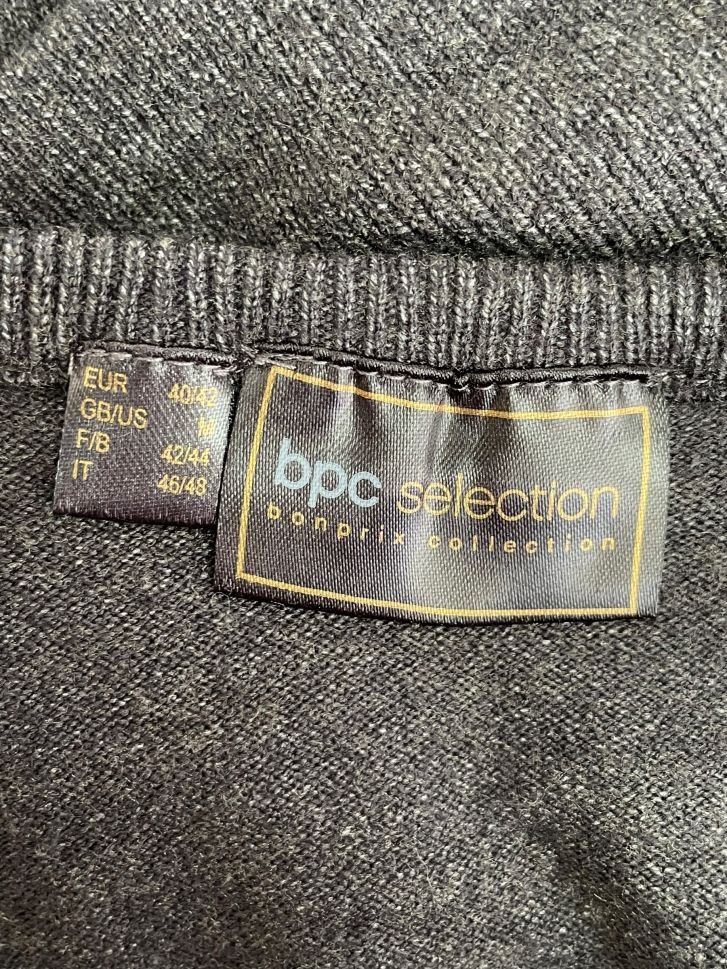 EUR 40/42
GB/US M
F/B 42/44
IT 46/48
bpc selection
bonprix collection